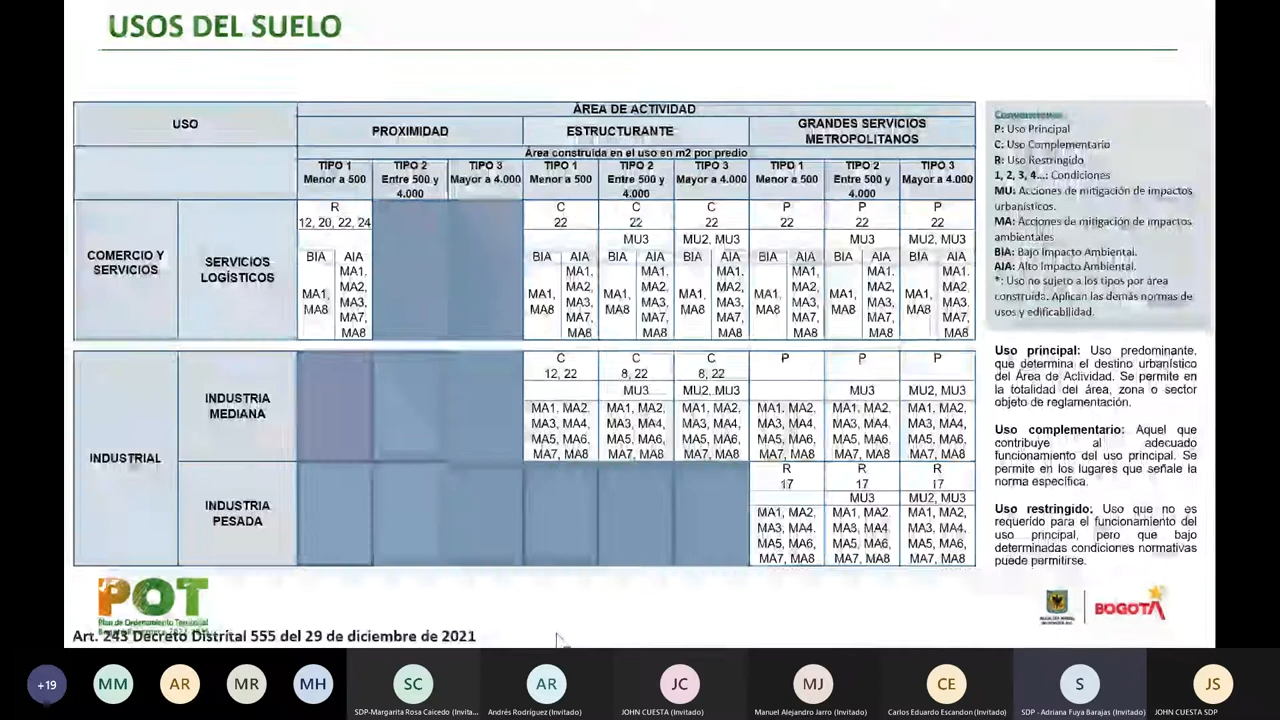 USOS DEL SUELO
USO
ÁREA DE ACTIVIDAD
PROXIMIDAD
ESTRUCTURANTE
GRANDES SERVICIOS
METROPOLITANOS
Área construida en el uso en m2 por predio
TIPO 1 TIPO 2 TIPO 3 TIPO 1 TIPO 2 TIPO 3 TIPO 1 TIPO 2 TIPO 3
Menor a 500 Entre 500 y Mayor a 4.000 Menor a 500 Entre 500 y Mayor a 4.000 Menor a 500 Entre 500 y Mayor a 4.000
4.000 4.000 4.000
COMERCIO Y
SERVICIOS
SERVICIOS
LOGÍSTICOS
R C C C P P P
12, 20, 22, 24 22 22 22 22 22 22
MU3 MU2, MU3 MU3 MU2, MU3
BIA AIA BIA AIA BIA AIA BIA AIA BIA AIA BIA AIA BIA AIA
MA1, MA1, MA1, MA1, MA1, MA1, MA1,
MA2, MA2, MA2, MA2, MA2, MA2, MA2,
MA1, MA3, MA1, MA3, MA1, MA3, MA1, MA3, MA1, MA3, MA1, MA3, MA1, MA3,
MA8 MA7, MA8 MA7, MA8 MA7, MA8 MA7, MA8 MA7, MA8 MA7, MA8 MA7,
MA8 MA8 MA8 MA8 MA8 MA8 MA8
INDUSTRIAL
INDUSTRIA
MEDIANA
C C C P P P
12, 22 8, 22 8, 22
MU3 MU2, MU3 MU3 MU2, MU3
MA1, MA2, MA1, MA2, MA1, MA2, MA1, MA2, MA1, MA2, MA1, MA2,
MA3, MA4, MA3, MA4, MA3, MA4, MA3, MA4, MA3, MA4, MA3, MA4,
MA5, MA6, MA5, MA6, MA5, MA6, MA5, MA6, MA5, MA6, MA5, MA6,
MA7, MA8 MA7, MA8 MA7, MA8 MA7, MA8 MA7, MA8 MA7, MA8
INDUSTRIA
PESADA
R R R
17 17 17
MU3 MU2, MU3
MA1, MA2, MA1, MA2, MA1, MA2,
MA3, MA4, MA3, MA4, MA3, MA4,
MA5, MA6, MA5, MA6, MA5, MA6,
MA7, MA8 MA7, MA8 MA7, MA8
Convenciones
P: Uso Principal
C: Uso Complementario
R: Uso Restringido
1, 2, 3, 4...: Condiciones
MU: Acciones de mitigación de impactos
urbanísticos.
MA: Acciones de mitigación de impactos
ambientales
BIA: Bajo Impacto Ambiental.
AIA: Alto Impacto Ambiental.
*: Uso no sujeto a los tipos por área
construida. Aplican las demás normas de
usos y edificabilidad.
Uso principal: Uso predominante,
que determina el destino urbanístico
del Área de Actividad. Se permite en
la totalidad del área, zona o sector
objeto de reglamentación.
Uso complementario: Aquel que
contribuye al adecuado
funcionamiento del uso principal. Se
permite en los lugares que señale la
norma específica.
Uso restringido: Uso que no es
requerido para el funcionamiento del
uso principal, pero que bajo
determinadas condiciones normativas
puede permitirse.
POT
Plan de Ordenamiento Territorial
Art. 243 Decreto Distrital 555 del 29 de diciembre de 2021
BOGOTÁ
+19 MM AR MR MH SC AR JC MJ CE S JS
SDP-Margarita Rosa Caicedo (Invita... Andrés Rodríguez (Invitado) JOHN CUESTA (Invitado) Manuel Alejandro Jarro (Invitado) Carlos Eduardo Escandon (Invitado) SDP - Adriana Fuya Barajas (Invitado) JOHN CUESTA SDP